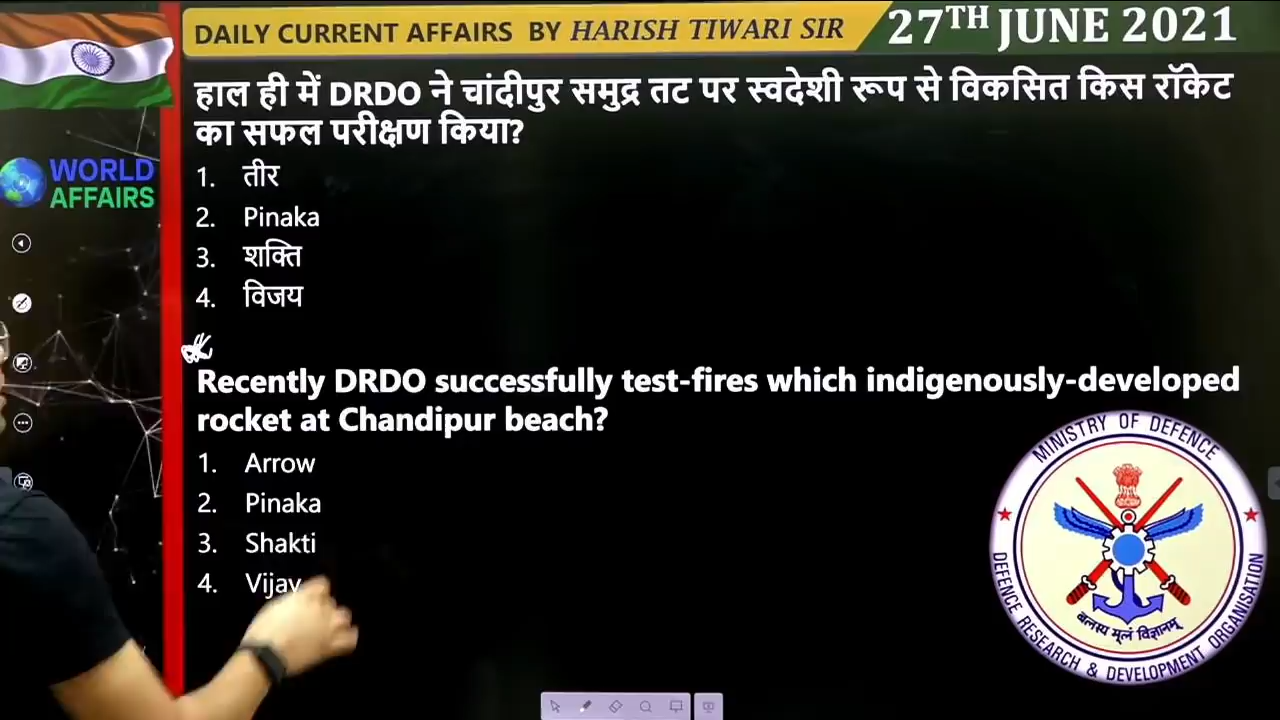 DAILY CURRENT AFFAIRS BY HARISH TIWARI SIR
27TH JUNE 2021
हाल ही में DRDO ने चांदीपुर समुद्र तट पर स्वदेशी रूप से विकसित किस रॉकेट
का सफल परीक्षण किया?
1. तीर
2. Pinaka
3. शक्ति
4. विजय
WORLD
AFFAIRS
Recently DRDO successfully test-fires which indigenously-developed
rocket at Chandipur beach?
1. Arrow
2. Pinaka
3. Shakti
4. Vijay
MINISTRY OF DEFENCE
DEFENCE RESEARCH & DEVELOPMENT ORGANISATION
बलस्य मूलं विज्ञानम्